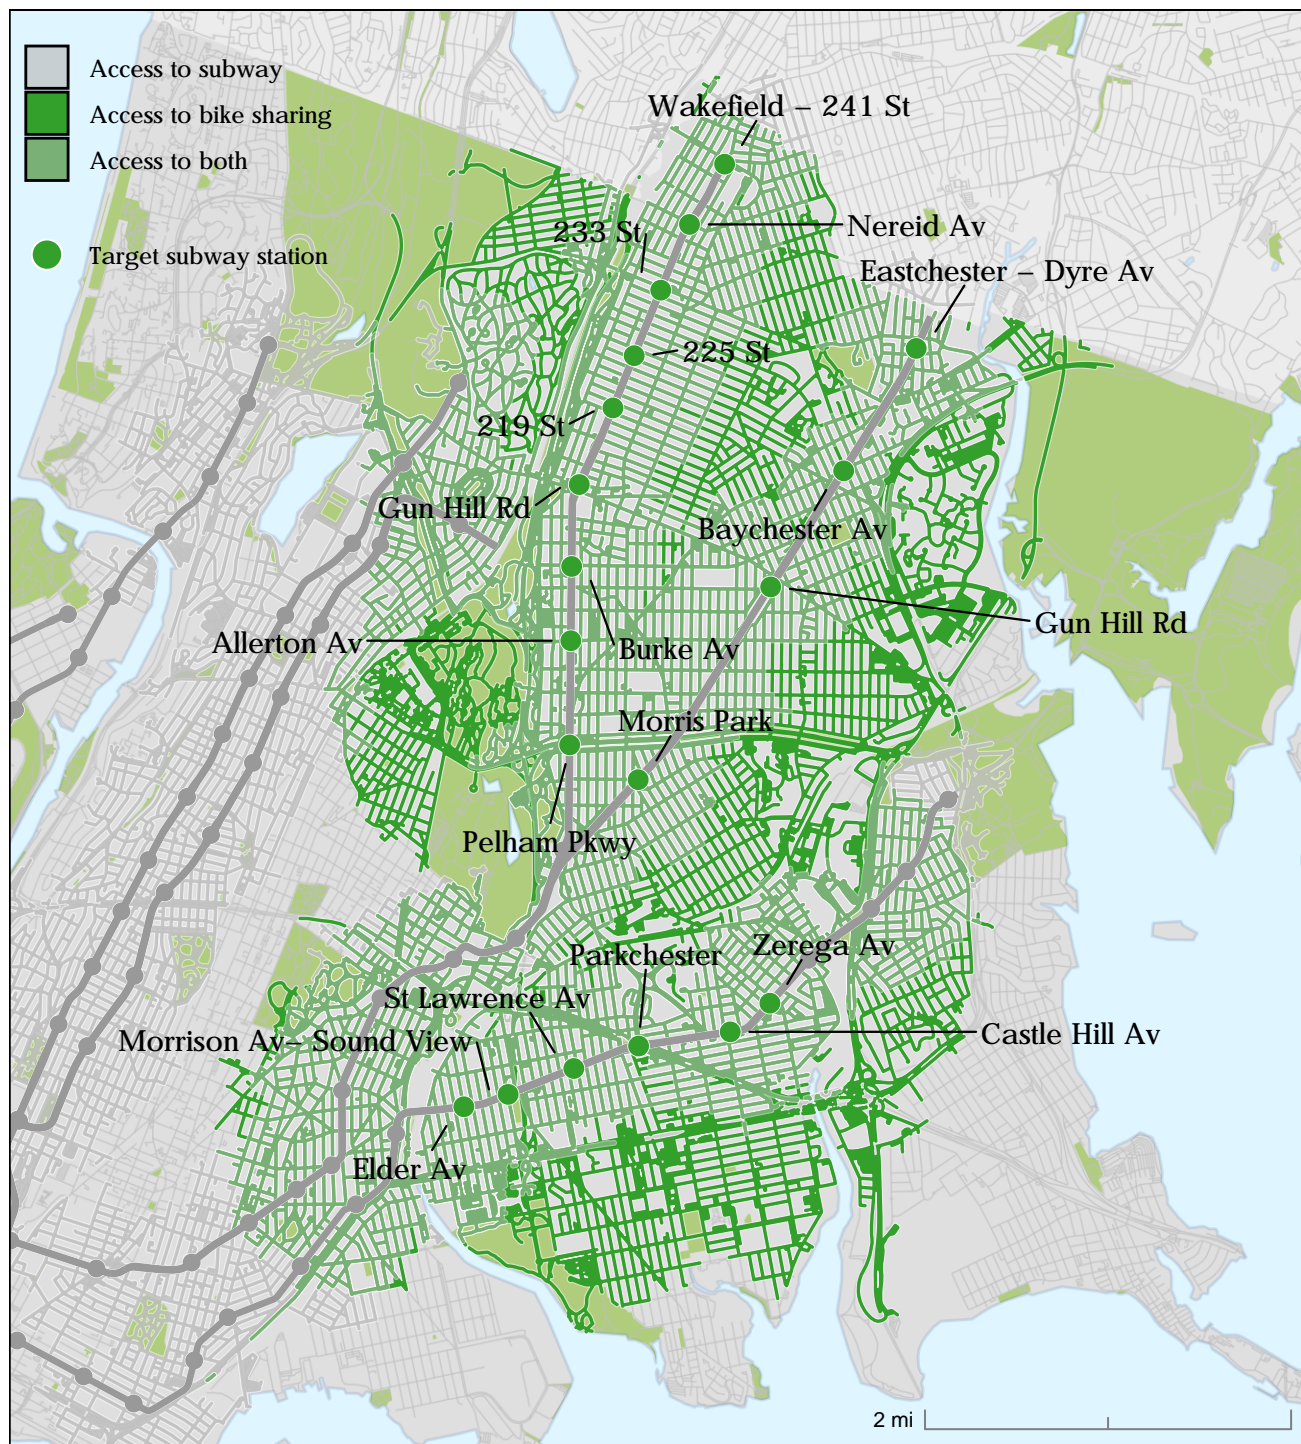 Access to subway
Access to bike sharing
Access to both
Target subway station
Wakefield – 241 St
Nereid Av
233 St
Eastchester – Dyre Av
225 St
219 St
Gun Hill Rd
Baychester Av
Gun Hill Rd
Allerton Av
Burke Av
Morris Park
Pelham Pkwy
Zerega Av
Parkchester
St Lawrence Av
Morrison Av– Sound View
Castle Hill Av
Elder Av
2 mi